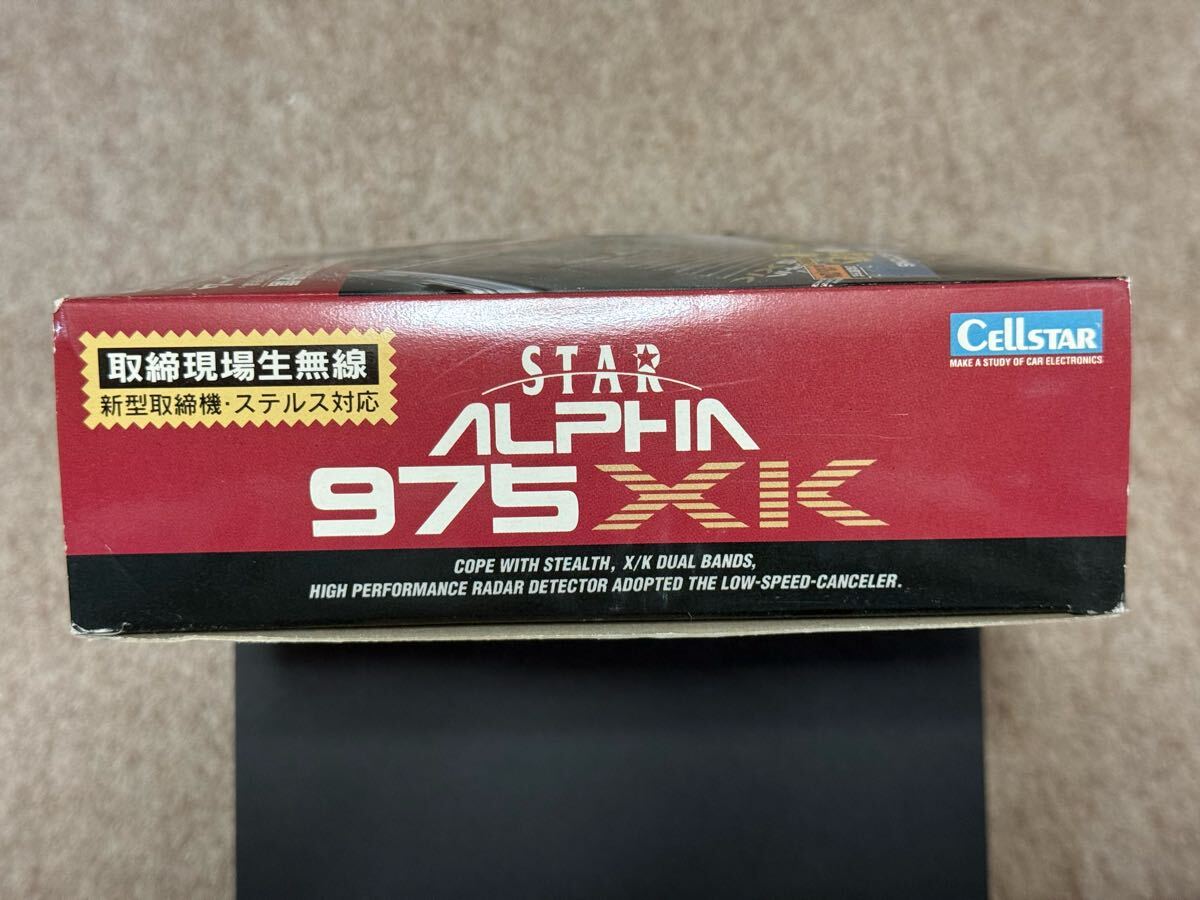 取締現場生無線
新型取締機・ステルス対応
STAR
ALPHA
975 XK
CELLSTAR
MAKE A STUDY OF CAR ELECTRONICS
COPE WITH STEALTH, X/K DUAL BANDS,
HIGH PERFORMANCE RADAR DETECTOR ADOPTED THE LOW-SPEED-CANCELER.